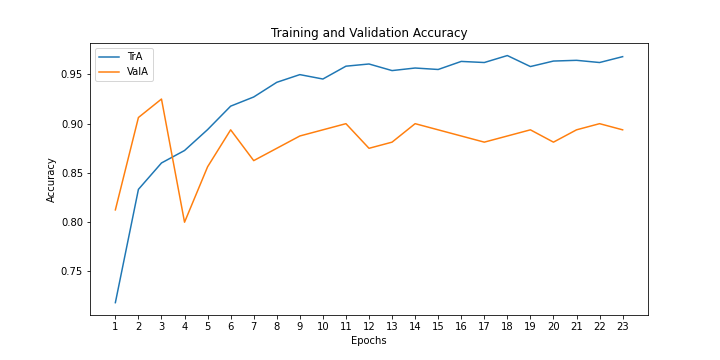 Training and Validation Accuracy
TrA
ValA
0.95
0.90
0.85
0.80
0.75
Accuracy
1 2 3 4 5 6 7 8 9 10 11 12 13 14 15 16 17 18 19 20 21 22 23
Epochs